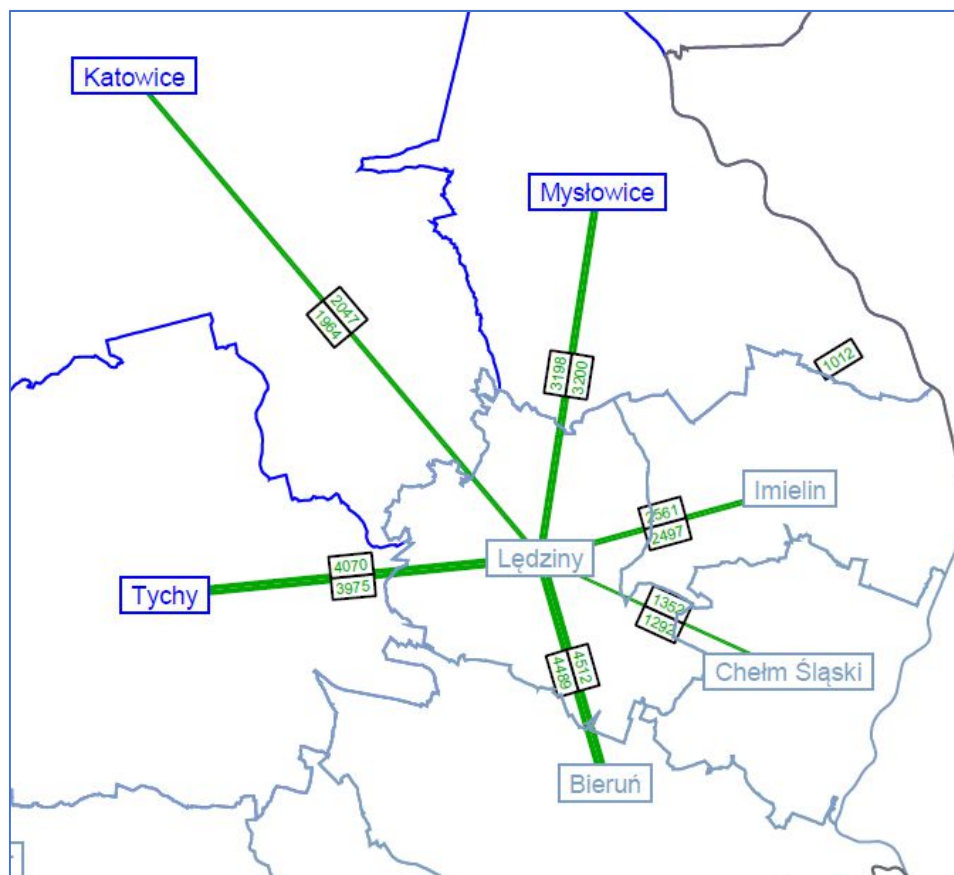 Katowice
Mysłowice
2047
1964
3198
3200
1012
Imielin
2561
2497
Lędziny
4070
3975
Tychy
1352
1292
4512
4489
Chełm Śląski
Bieruń